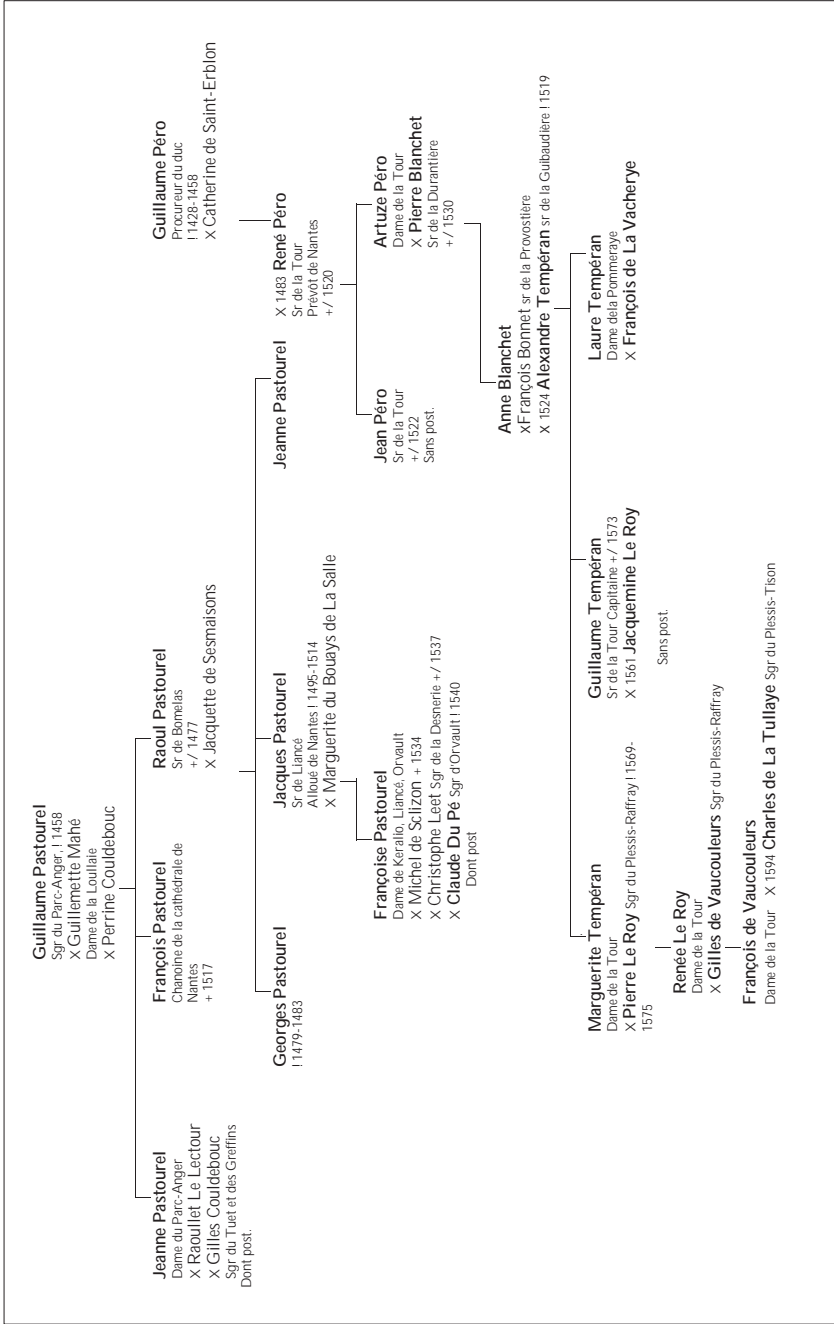 Guillaume Pastourel
Sgr du Parc-Anger, ! 1458
X Guillemette Mahé
Dame de la Loullaie
X Perrine Couldebouc
Guillaume Péro
Procureur du duc
! 1428-1458
X Catherine de Saint-Erblon
Jeanne Pastourel
Dame du Parc-Anger
X Raoullet Le Lectour
X Gilles Couldebouc
Sgr du Tuet et des Greffins
Dont post.
François Pastourel
Chanoine de la cathédrale de
Nantes
+ 1517
Raoul Pastourel
Sr de Bomelas
+/ 1477
X Jacquette de Sesmaisons
Georges Pastourel
! 1479-1483
Jacques Pastourel
Sr de Liancé
Alloué de Nantes ! 1495-1514
X Marguerite du Bouays de La Salle
Jeanne Pastourel
X 1483 René Péro
Sr de la Tour
Prévôt de Nantes
+/ 1520
Françoise Pastourel
Dame de Keralio, Liancé, Orvault
X Michel de Sclizon + 1534
X Christophe Leet Sgr de la Desnerie +/ 1537
X Claude Du Pé Sgr d'Orvault ! 1540
Dont post
Jean Péro
Sr de la Tour
+/ 1522
Sans post.
Artuze Péro
Dame de la Tour
X Pierre Blanchet
Sr de la Durantière
+/ 1530
Anne Blanchet
xFrançois Bonnet sr de la Provostière
X 1524 Alexandre Tempéran sr de la Guibaudière ! 1519
Marguerite Tempéran
Dame de la Tour
X Pierre Le Roy Sgr du Plessis-Raffray ! 1569-
1575
Guillaume Tempéran
Sr de la Tour Capitaine +/ 1573
X 1561 Jacquemine Le Roy
Sans post.
Laure Tempéran
Dame dela Pommeraye
X François de La Vacherye
Renée Le Roy
Dame de la Tour
X Gilles de Vaucouleurs Sgr du Plessis-Raffray
François de Vaucouleurs
Dame de la Tour X 1594 Charles de La Tullaye Sgr du Plessis-Tison